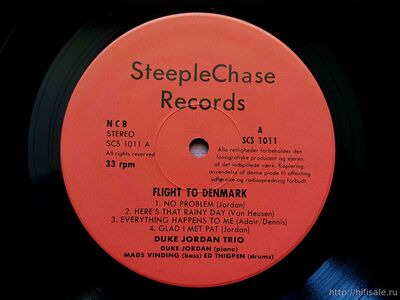 SteepleChase
Records
NCB
STEREO
SCS 1011 A
All rights reserved
33 rpm
A
SCS 1011
Alle rettigheder forbeholdes den
fonografiske producent og ejeren
af det indspillede værk. Kopiering,
anvendelse af denne plade til offentlig
udførelse og radiospredning forbudt.
FLIGHT TO DENMARK
1. NO PROBLEM (Jordan)
2. HERE'S THAT RAINY DAY (Van Heusen)
3. EVERYTHING HAPPENS TO ME (Adair/Dennis)
4. GLAD I MET PAT (Jordan)
DUKE JORDAN TRIO
DUKE JORDAN (piano)
MADS VINDING (bass) ED THIGPEN (drums)
http://hifisale.ru